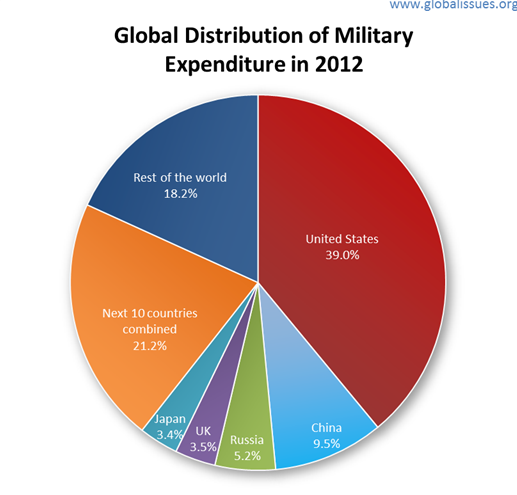 www.globalissues.org
Global Distribution of Military
Expenditure in 2012
Rest of the world
18.2%
United States
39.0%
Next 10 countries
combined
21.2%
Japan
3.4%
UK
3.5%
Russia
5.2%
China
9.5%